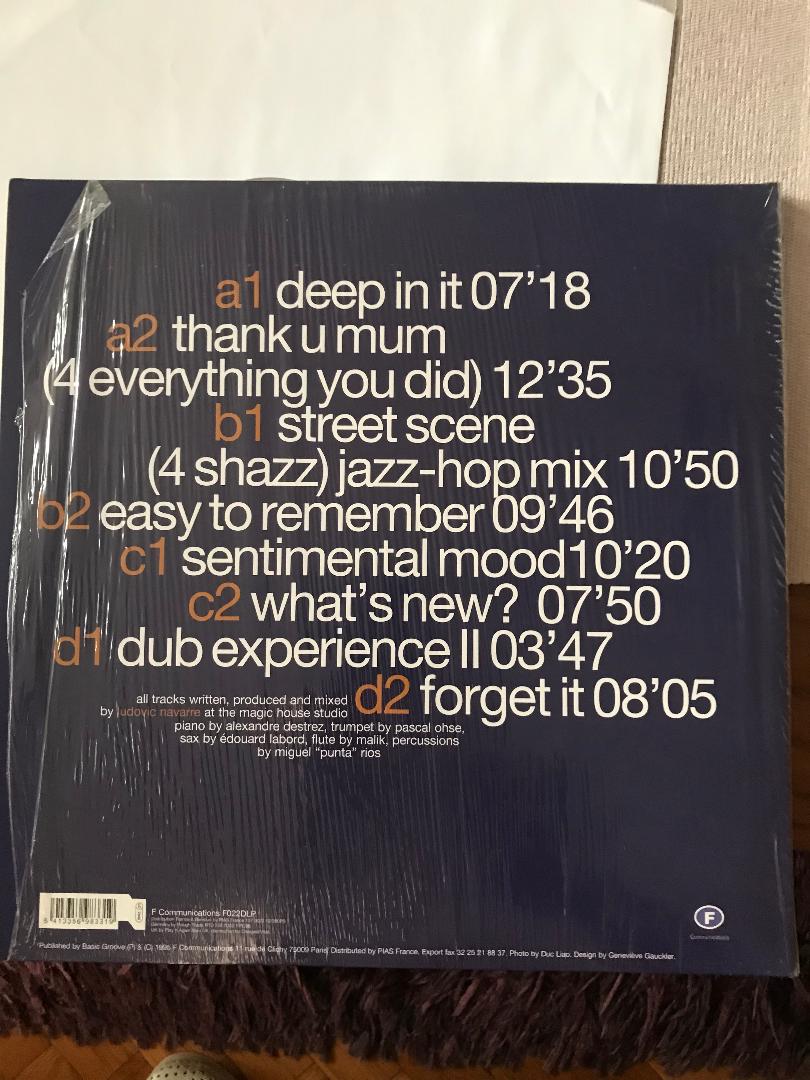 a1 deep in it 07’18
a2 thank u mum
(4 everything you did) 12’35
b1 street scene
(4 shazz) jazz-hop mix 10’50
b2 easy to remember 09’46
c1 sentimental mood10’20
c2 what’s new? 07’50
d1 dub experience II 03’47
d2 forget it 08’05
all tracks written, produced and mixed
by ludovic navarre at the magic house studio
piano by alexandre destrez, trumpet by pascal ohse,
sax by édouard labord, flute by malik, percussions
by miguel “punta” rios
F Communications F022DLP
F
Communications
Published by Basic Groove (P) & (C) 1995 F Communications 11 rue de Clichy 75009 Paris Distributed by PIAS France, Export fax 32 25 21 88 37, Photo by Duc Liao. Design by Geneviève Gauckler.